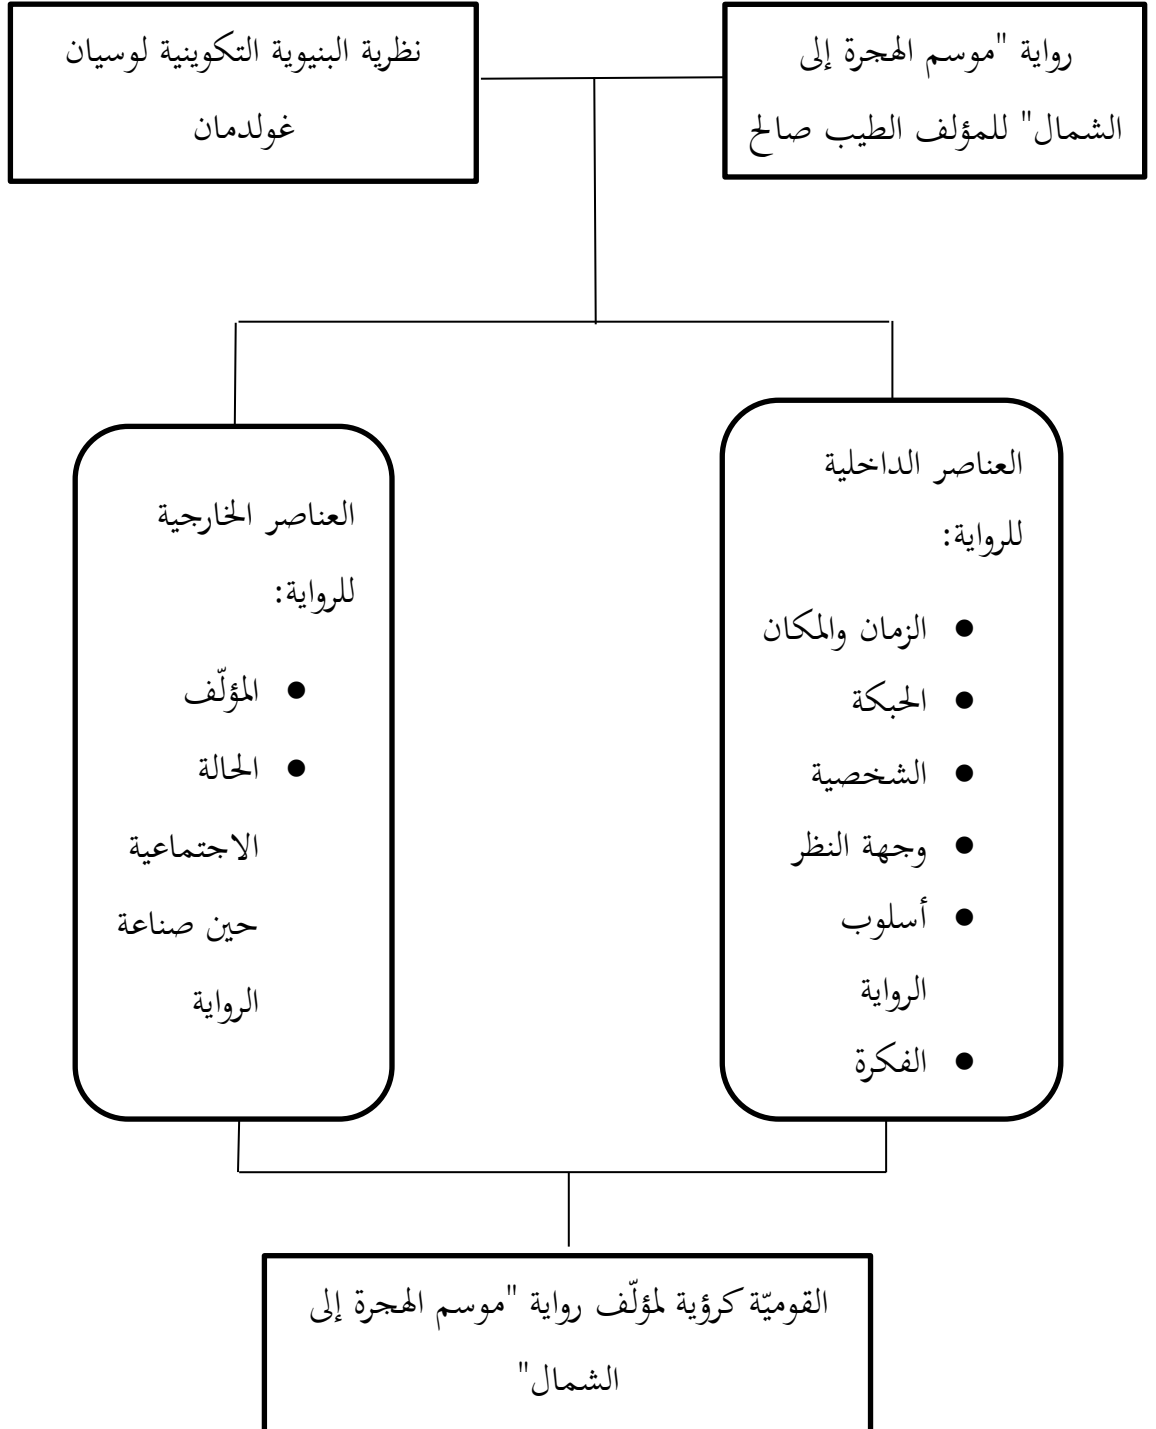 رواية "موسم الهجرة إلى
الشمال" للمؤلف الطيب صالح
نظرية البنيوية التكوينية لوسيان
غولدمان
العناصر الداخلية
للرواية:
● الزمان والمكان
● الحبكة
● الشخصية
● وجهة النظر
● أسلوب
الرواية
● الفكرة
العناصر الخارجية
للرواية:
● المؤلّف
● الحالة
الاجتماعية
حين صناعة
الرواية
القوميّة كرؤية لمؤلّف رواية "موسم الهجرة إلى
الشمال"